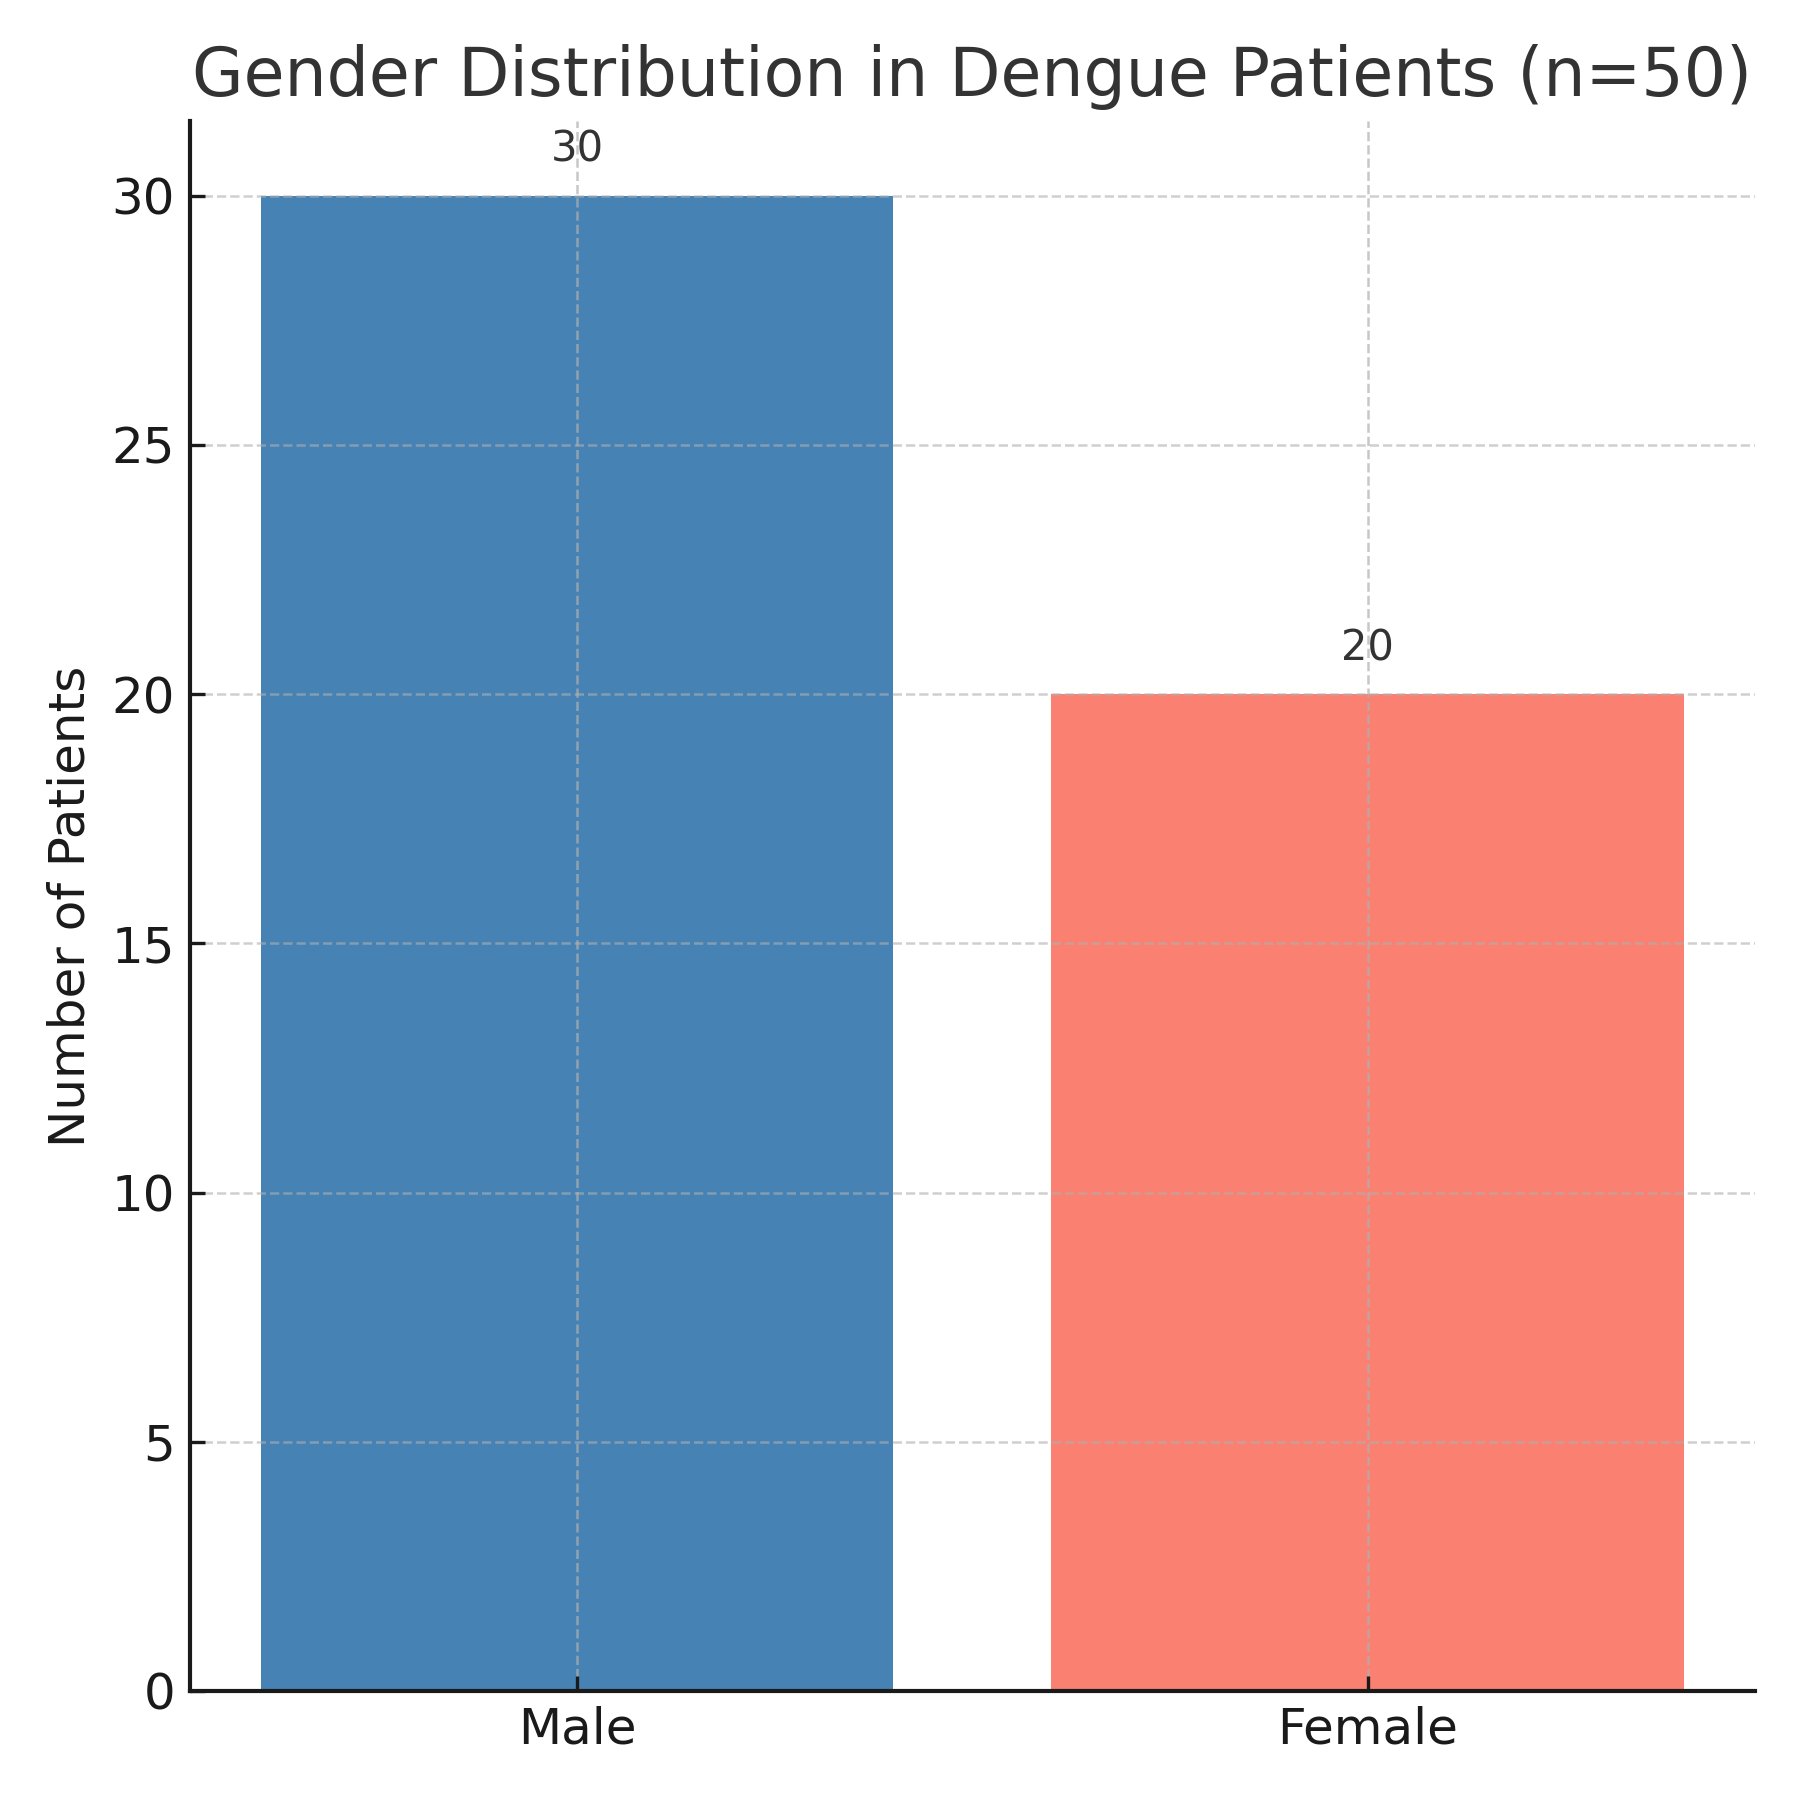 Gender Distribution in Dengue Patients (n=50)
30
20
Number of Patients
30
25
20
15
10
5
0
Male
Female